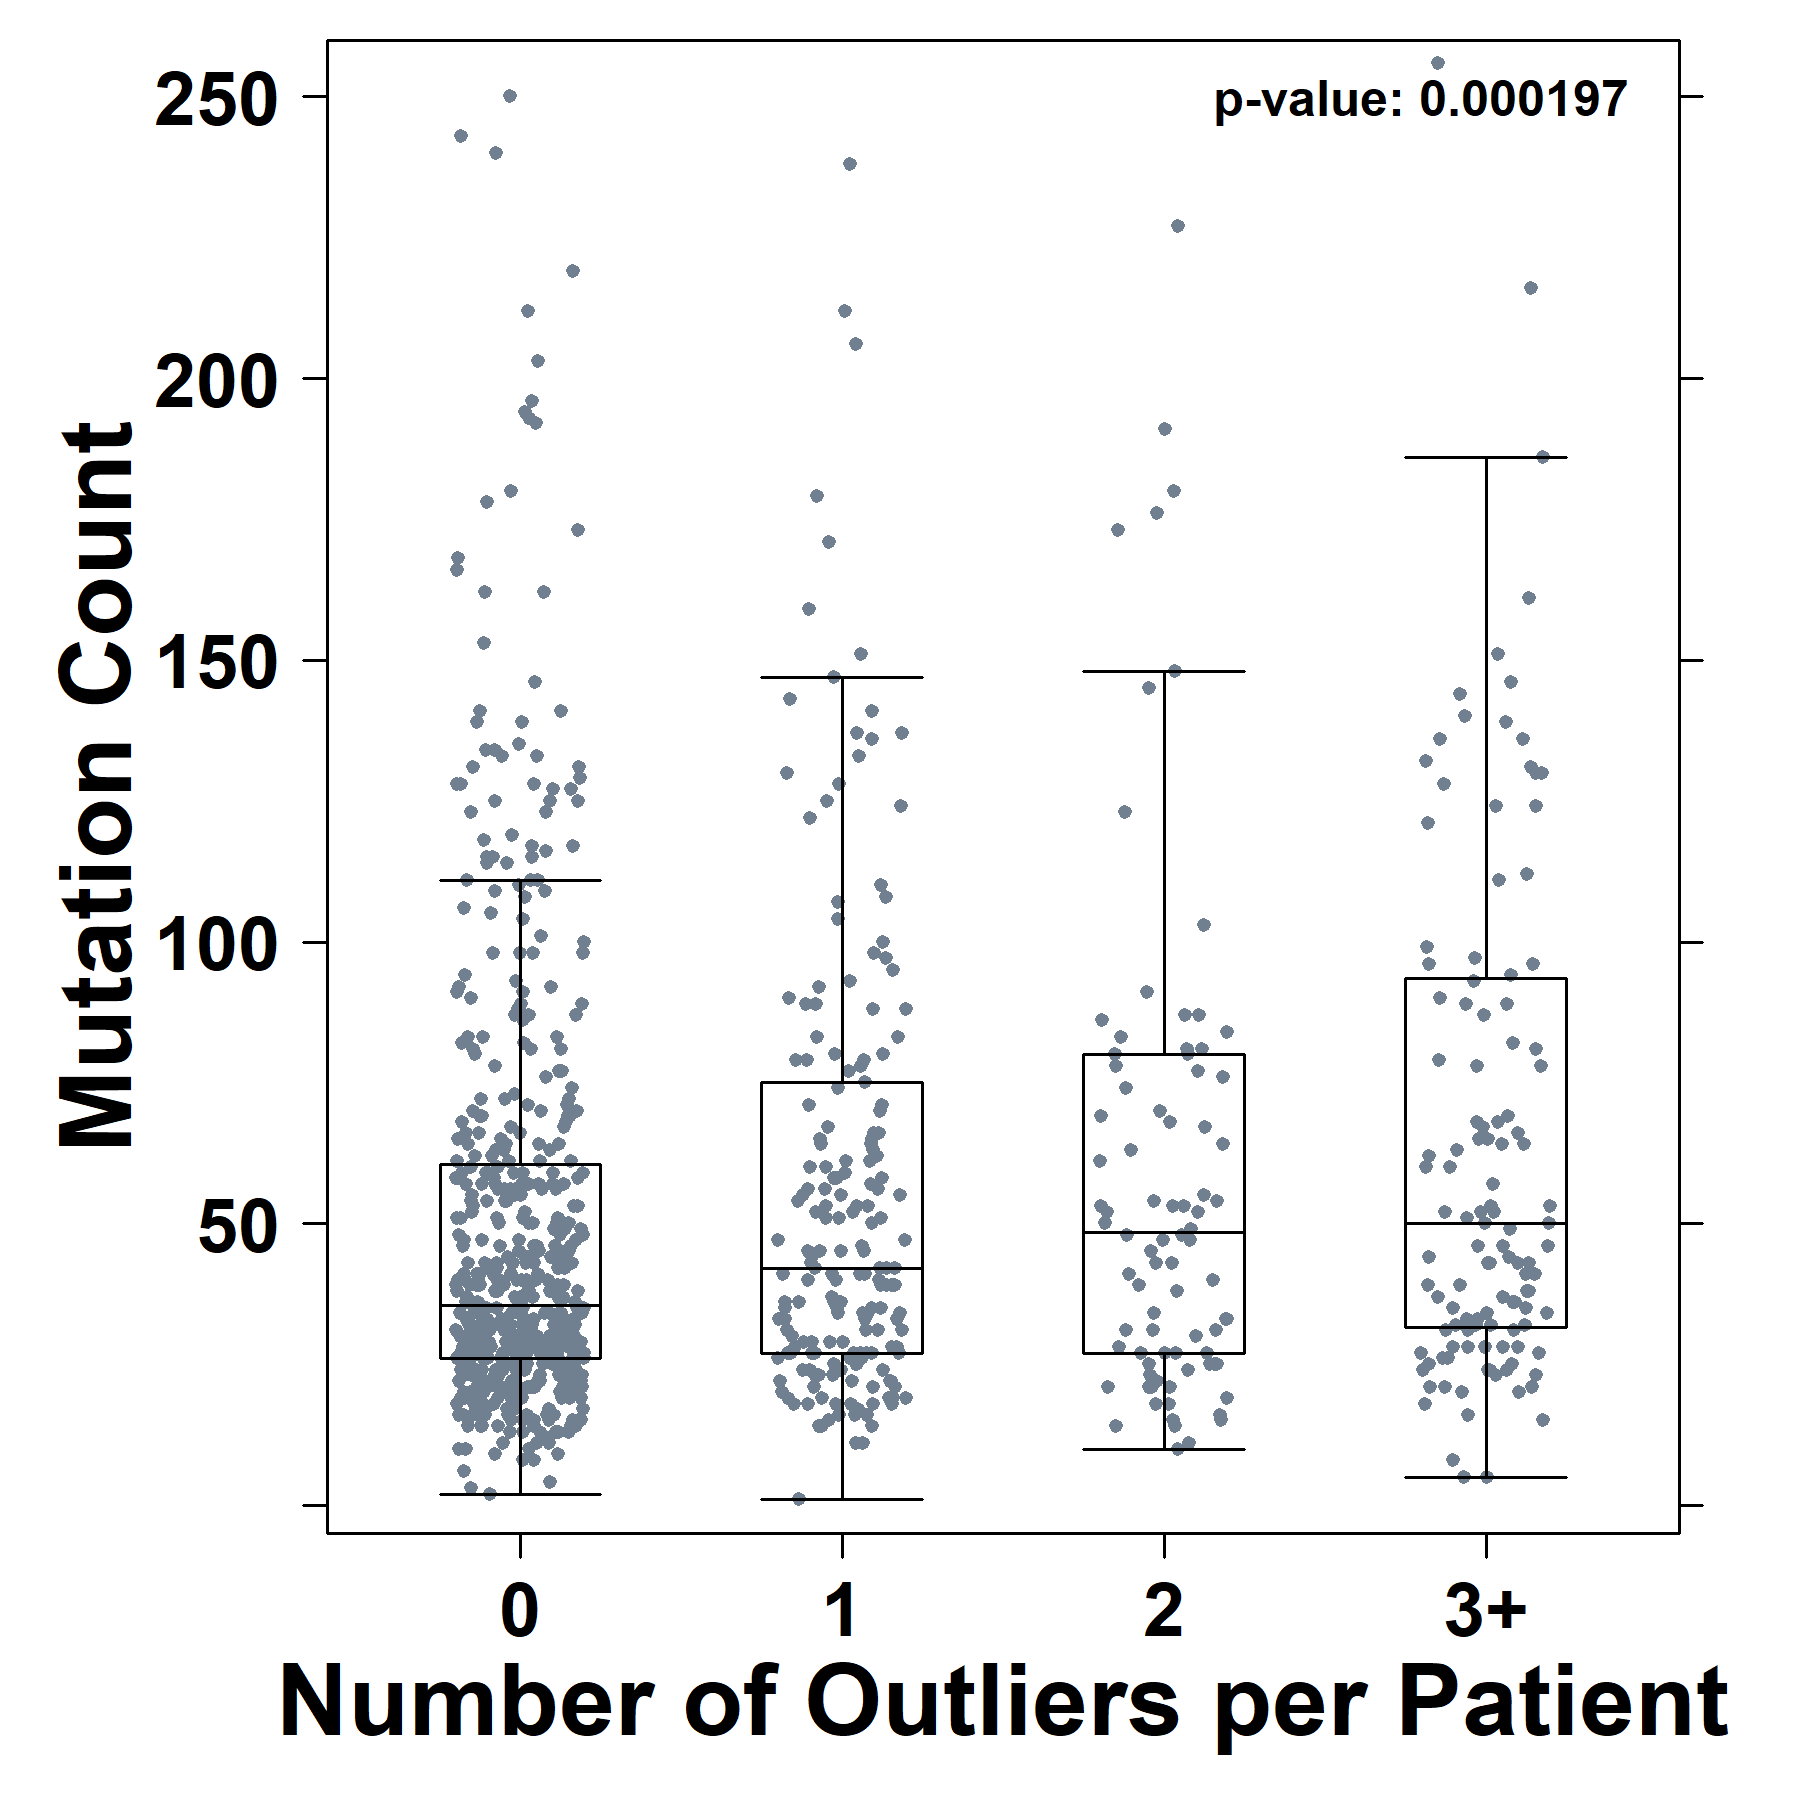 p-value: 0.000197
250
200
150
100
50
Mutation Count
0 1 2 3+
Number of Outliers per Patient